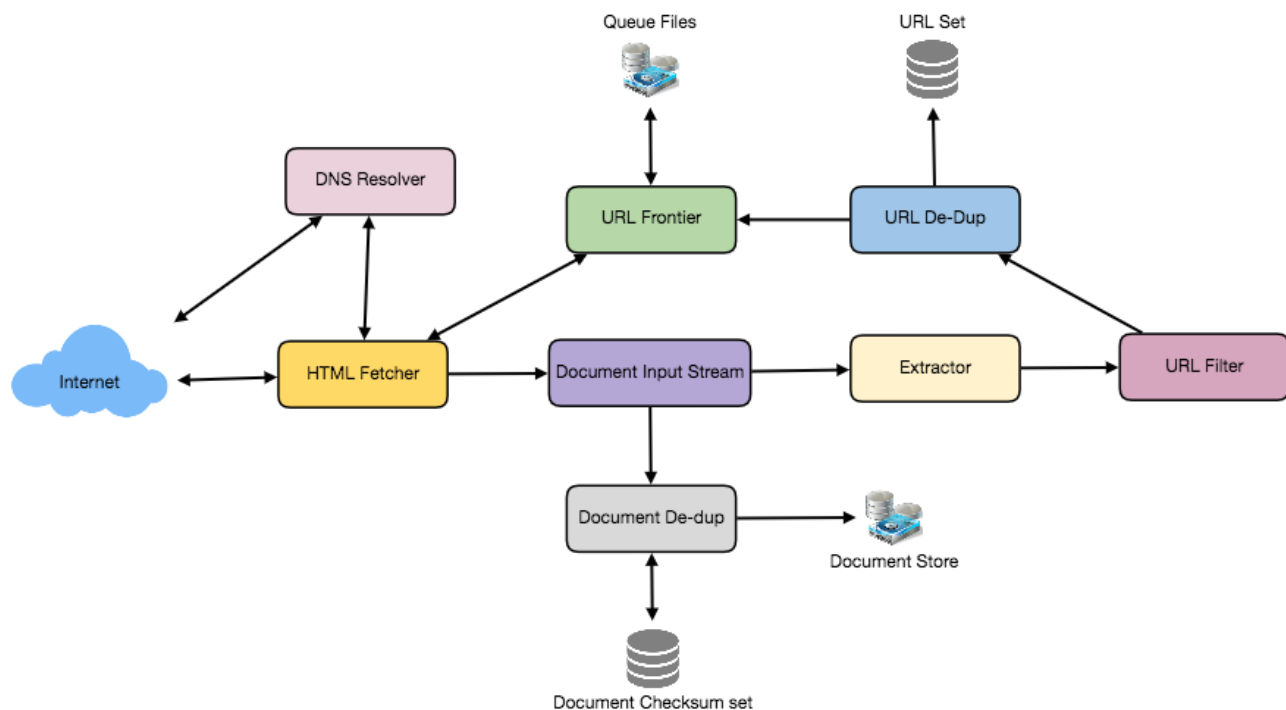 Queue Files
URL Set
DNS Resolver
URL Frontier
URL De-Dup
Internet
HTML Fetcher
Document Input Stream
Extractor
URL Filter
Document De-dup
Document Store
Document Checksum set